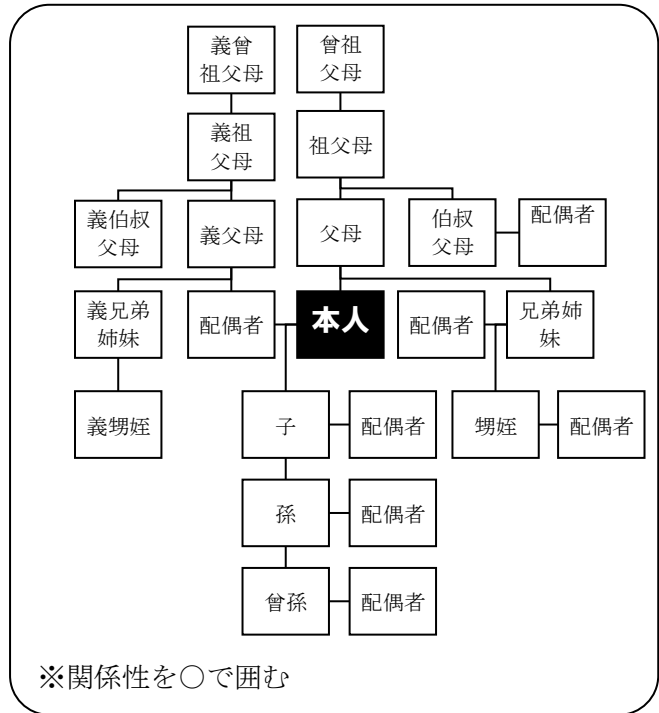 義曾
祖父母
曾祖
父母
義祖
父母
祖父母
義伯叔
父母
義父母
父母
伯叔
父母
配偶者
義兄弟
姉妹
配偶者
本人
配偶者
兄弟姉
妹
義甥姪
子
配偶者
甥姪
配偶者
孫
配偶者
曾孫
配偶者
※関係性を〇で囲む